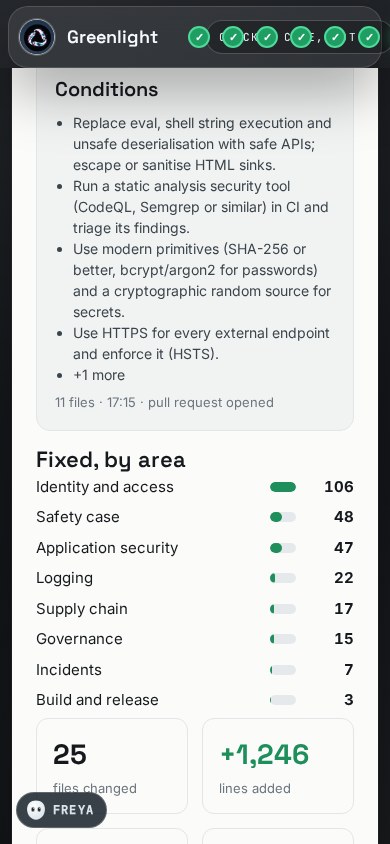 Greenlight
Conditions
Replace eval, shell string execution and
unsafe deserialisation with safe APIs;
escape or sanitise HTML sinks.
Run a static analysis security tool
(CodeQL, Semgrep or similar) in CI and
triage its findings.
Use modern primitives (SHA-256 or
better, bcrypt/argon2 for passwords)
and a cryptographic random source for
secrets.
Use HTTPS for every external endpoint
and enforce it (HSTS).
+1 more
11 files · 17:15 · pull request opened
Fixed, by area
Identity and access 106
Safety case 48
Application security 47
Logging 22
Supply chain 17
Governance 15
Incidents 7
Build and release 3
25 +1,246
files changed lines added
FREYA